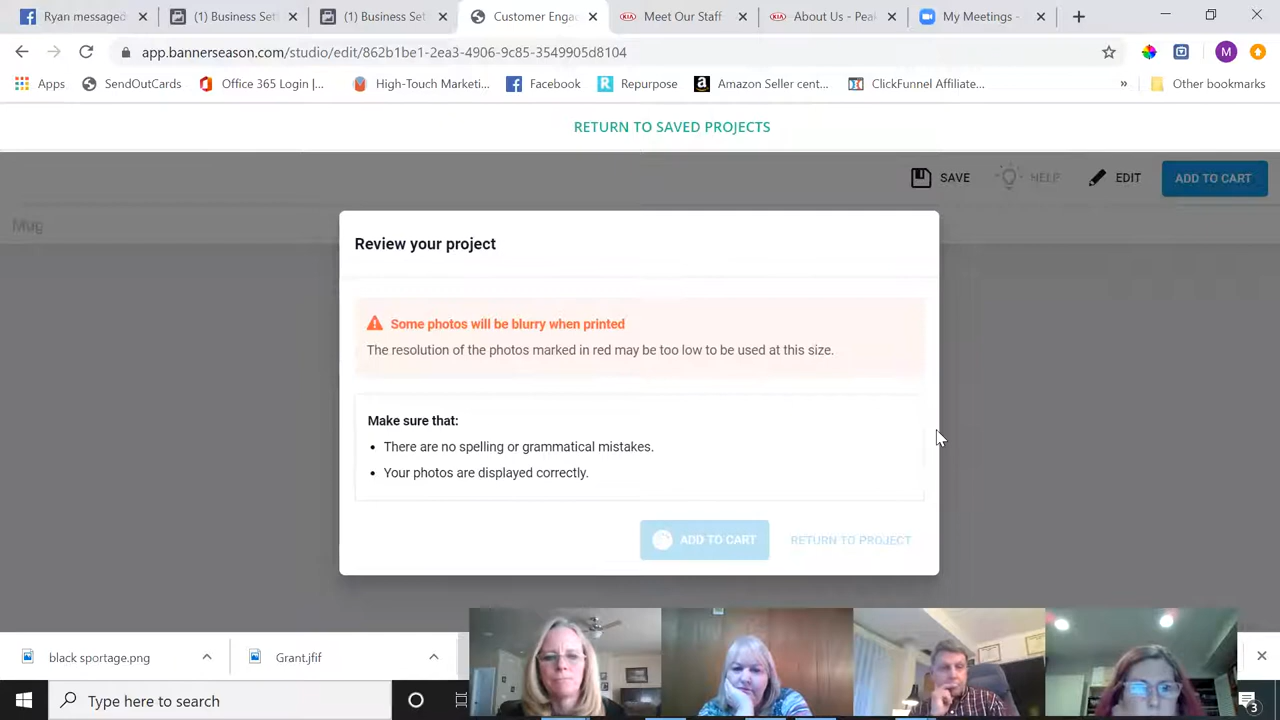 Ryan messaged
(1) Business Set
(1) Business Set
Customer Enga
Meet Our Staff
About Us - Peak
My Meetings -
app.bannerseason.com/studio/edit/862b1be1-2ea3-4906-9c85-3549905d8104
M
Apps
SendOutCards
Office 365 Login |...
High-Touch Marketi...
Facebook
Repurpose
Amazon Seller cent...
ClickFunnel Affiliate...
»
Other bookmarks
RETURN TO SAVED PROJECTS
SAVE
HELP
EDIT
ADD TO CART
Mug
Review your project
Some photos will be blurry when printed
The resolution of the photos marked in red may be too low to be used at this size.
Make sure that:
• There are no spelling or grammatical mistakes.
• Your photos are displayed correctly.
ADD TO CART
RETURN TO PROJECT
black sportage.png
Grant.jfif
Type here to search
3